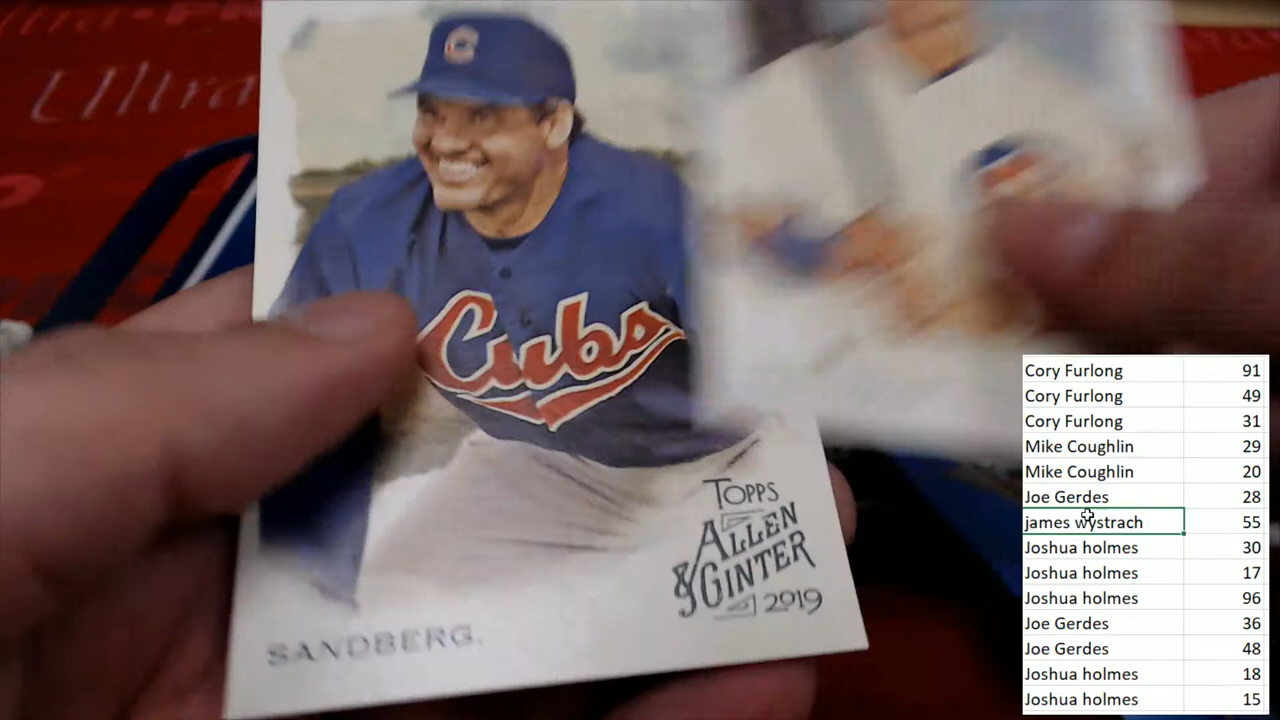 Ultra
C
Cubs
TOPPS
ALLEN
& GINTER
2019
SANDBERG.
Cory Furlong 91
Cory Furlong 49
Cory Furlong 31
Mike Coughlin 29
Mike Coughlin 20
Joe Gerdes 28
james wystrach 55
Joshua holmes 30
Joshua holmes 17
Joshua holmes 96
Joe Gerdes 36
Joe Gerdes 48
Joshua holmes 18
Joshua holmes 15